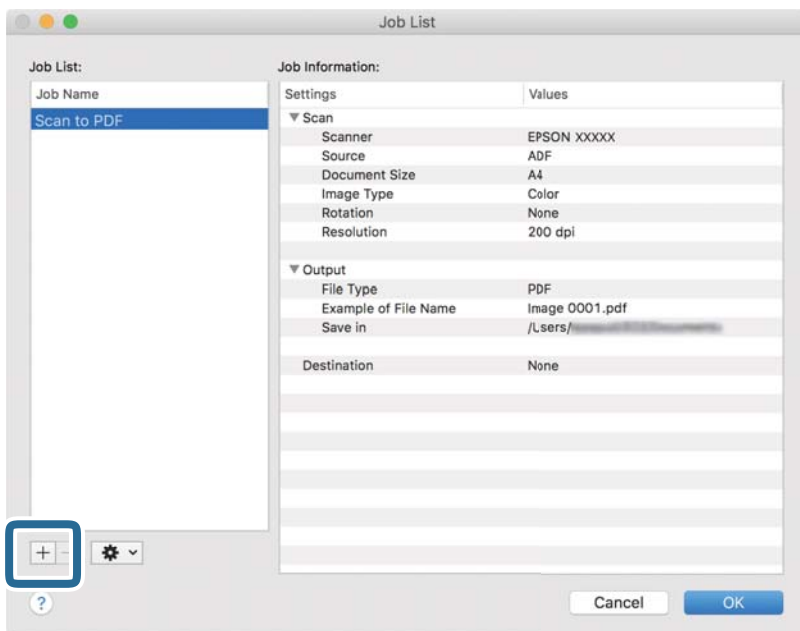 Job List
Job List:
Job Information:
Job Name
Scan to PDF
Settings Values
Scan
Scanner EPSON XXXXX
Source ADF
Document Size A4
Image Type Color
Rotation None
Resolution 200 dpi
Output
File Type PDF
Example of File Name Image 0001.pdf
Save in /Users/
Destination None
+ −
?
Cancel OK